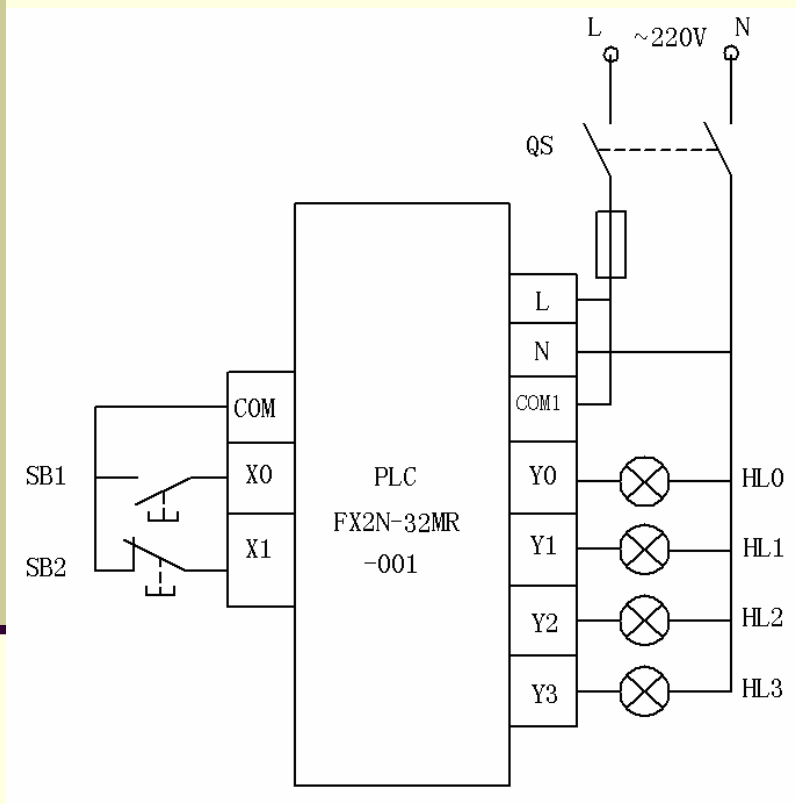 L ~220V N
QS
L
N
COM1
COM
SB1 X0
SB2 X1
PLC
FX2N-32MR
-001
Y0 HL0
Y1 HL1
Y2 HL2
Y3 HL3